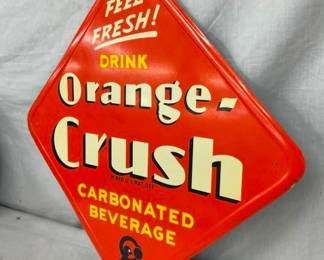 FEEL
FRESH!
DRINK
Orange-
Crush
CARBONATED
BEVERAGE